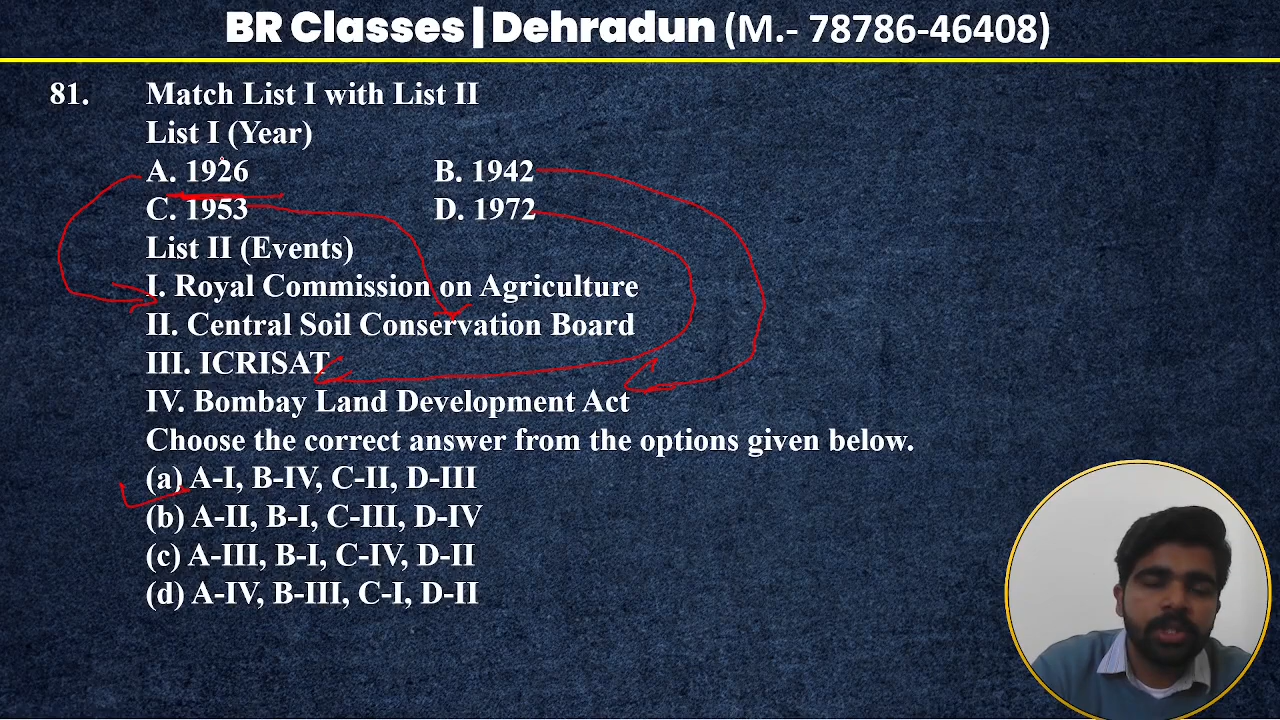 BR Classes | Dehradun (M.- 78786-46408)
81. Match List I with List II
List I (Year)
A. 1926 B. 1942
C. 1953 D. 1972
List II (Events)
I. Royal Commission on Agriculture
II. Central Soil Conservation Board
III. ICRISAT
IV. Bombay Land Development Act
Choose the correct answer from the options given below.
(a) A-I, B-IV, C-II, D-III
(b) A-II, B-I, C-III, D-IV
(c) A-III, B-I, C-IV, D-II
(d) A-IV, B-III, C-I, D-II